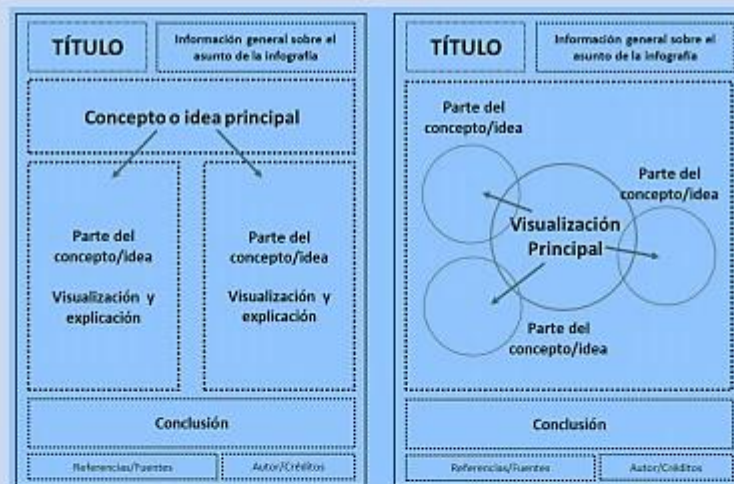 TÍTULO
Información general sobre el
asunto de la infografía
Concepto o idea principal
Parte del
concepto/idea
Visualización y
explicación
Parte del
concepto/idea
Visualización y
explicación
Conclusión
Referencias/Fuentes
Autor/Créditos
TÍTULO
Información general sobre el
asunto de la infografía
Parte del
concepto/idea
Parte del
concepto/idea
Visualización
Principal
Parte del
concepto/idea
Conclusión
Referencias/Fuentes
Autor/Créditos